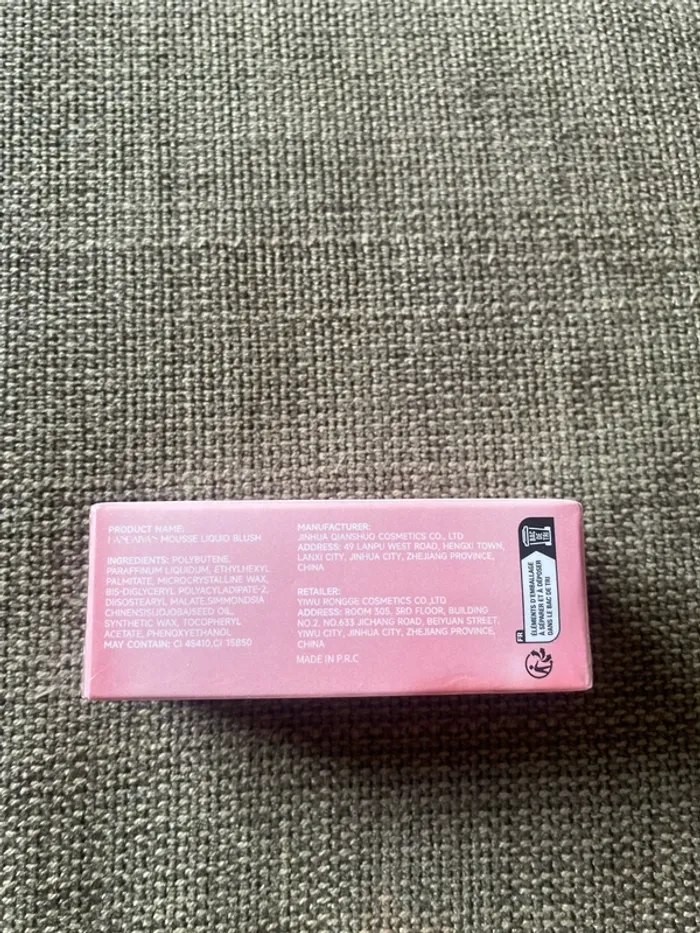 PRODUCT NAME:
MOUSSE LIQUID BLUSH
INGREDIENTS: POLYBUTENE,
PARAFFINUM LIQUIDUM, ETHYLHEXYL
PALMITATE, MICROCRYSTALLINE WAX,
BIS-DIGLYCERYL POLYACYLADIPATE-2,
DIISOSTEARYL MALATE,SIMMONDSIA
CHINENSIS(JOJOBA)SEED OIL,
SYNTHETIC WAX, TOCOPHERYL
ACETATE, PHENOXYETHANOL.
MAY CONTAIN: CI 45410,CI 15850
MANUFACTURER:
JINHUA QIANSHUO COSMETICS CO., LTD
ADDRESS: 49 LANPU WEST ROAD, HENGXI TOWN,
LANXI CITY, JINHUA CITY, ZHEJIANG PROVINCE,
CHINA
RETAILER:
YIWU RONGGE COSMETICS CO.,LTD
ADDRESS: ROOM 305, 3RD FLOOR, BUILDING
NO.2, NO.633 JICHANG ROAD, BEIYUAN STREET,
YIWU CITY, JINHUA CITY, ZHEJIANG PROVINCE,
CHINA
MADE IN P.R.C
FR
ÉLÉMENTS D'EMBALLAGE
À SÉPARER ET À DÉPOSER
DANS LE BAC DE TRI
BAC
DE
TRI